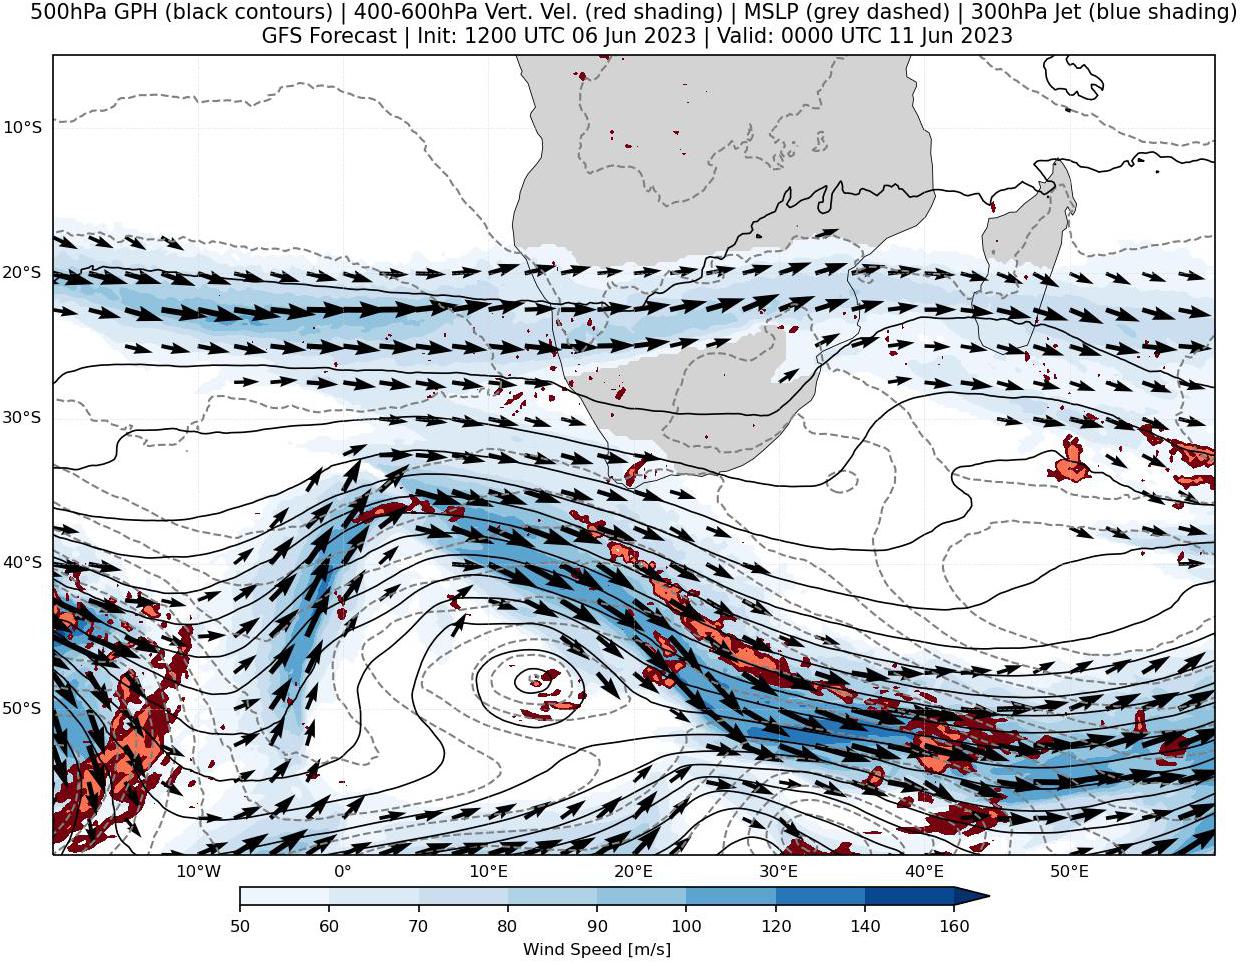 500hPa GPH (black contours) | 400-600hPa Vert. Vel. (red shading) | MSLP (grey dashed) | 300hPa Jet (blue shading)
GFS Forecast | Init: 1200 UTC 06 Jun 2023 | Valid: 0000 UTC 11 Jun 2023
10°S
20°S
30°S
40°S
50°S
10°W 0° 10°E 20°E 30°E 40°E 50°E
50 60 70 80 90 100 120 140 160
Wind Speed [m/s]